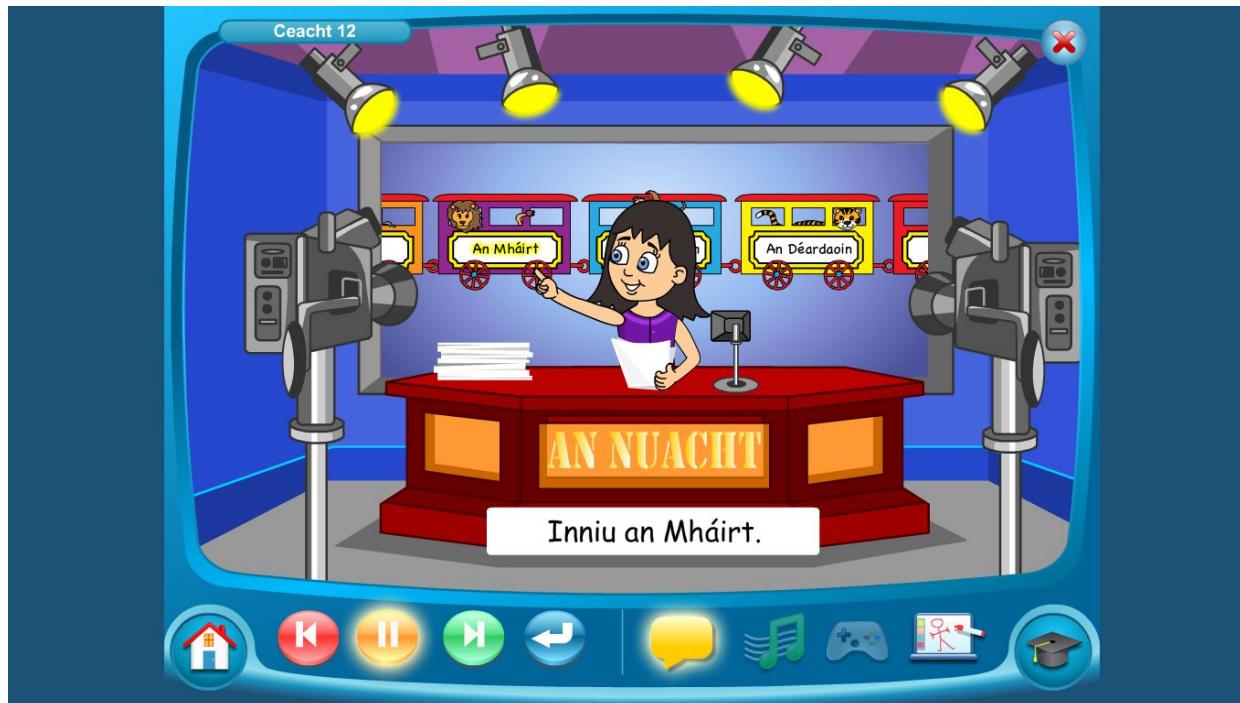 Ceacht 12
An Mháirt
An Déardaoin
AN NUACHT
Inniu an Mháirt.